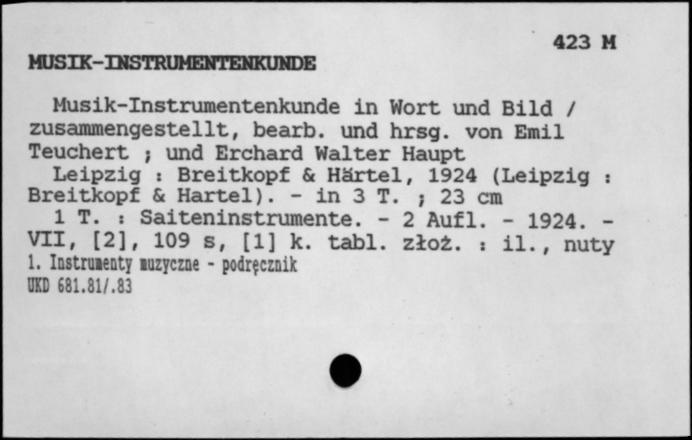 423 M
MUSIK-INSTRUMENTENKUNDE
Musik-Instrumentenkunde in Wort und Bild /
zusammengestellt, bearb. und hrsg. von Emil
Teuchert ; und Erchard Walter Haupt
Leipzig : Breitkopf & Härtel, 1924 (Leipzig :
Breitkopf & Hartel). - in 3 T. ; 23 cm
1 T. : Saiteninstrumente. - 2 Aufl. - 1924. -
VII, [2], 109 s, [1] k. tabl. złoż. : il., nuty
1. Instrumenty muzyczne - podręcznik
UKD 681.81/.83